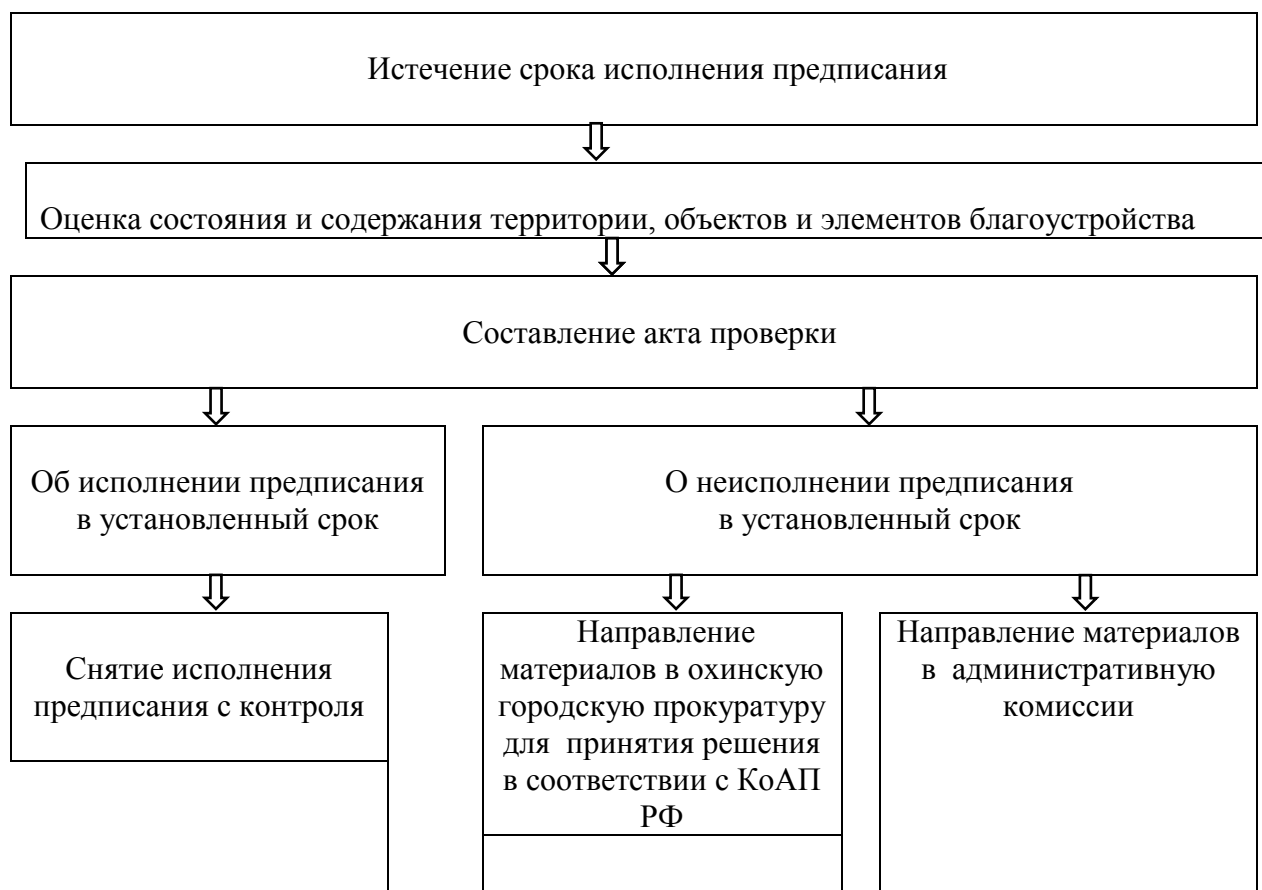 Истечение срока исполнения предписания
Оценка состояния и содержания территории, объектов и элементов благоустройства
Составление акта проверки
Об исполнении предписания
в установленный срок
О неисполнении предписания
в установленный срок
Снятие исполнения
предписания с контроля
Направление
материалов в охинскую
городскую прокуратуру
для принятия решения
в соответствии с КоАП
РФ
Направление материалов
в административную
комиссии